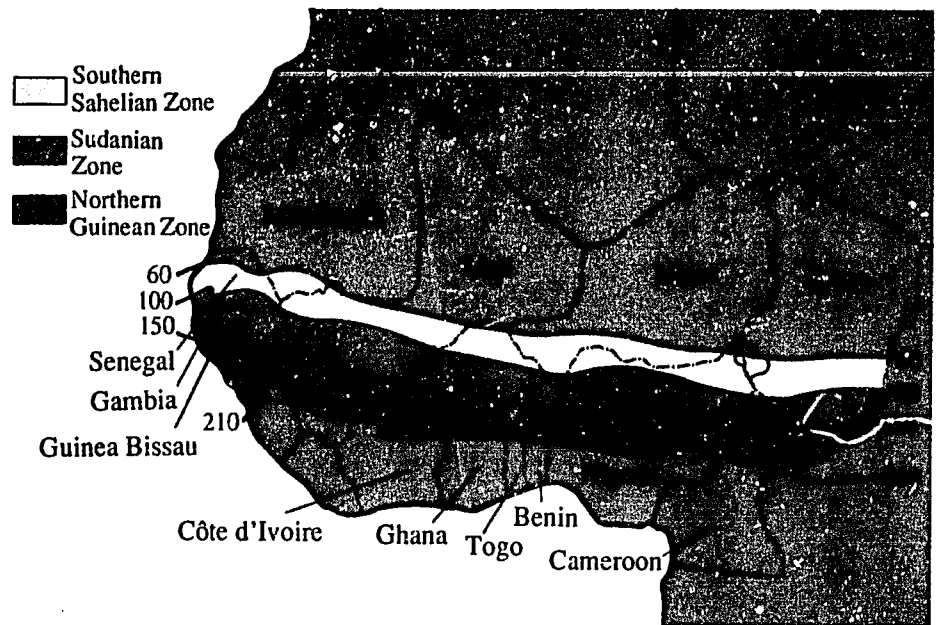 Southern
Sahelian Zone
Sudanian
Zone
Northern
Guinean Zone
60
100
150
Senegal
Gambia
210
Guinea Bissau
Côte d'Ivoire
Ghana
Togo
Benin
Cameroon